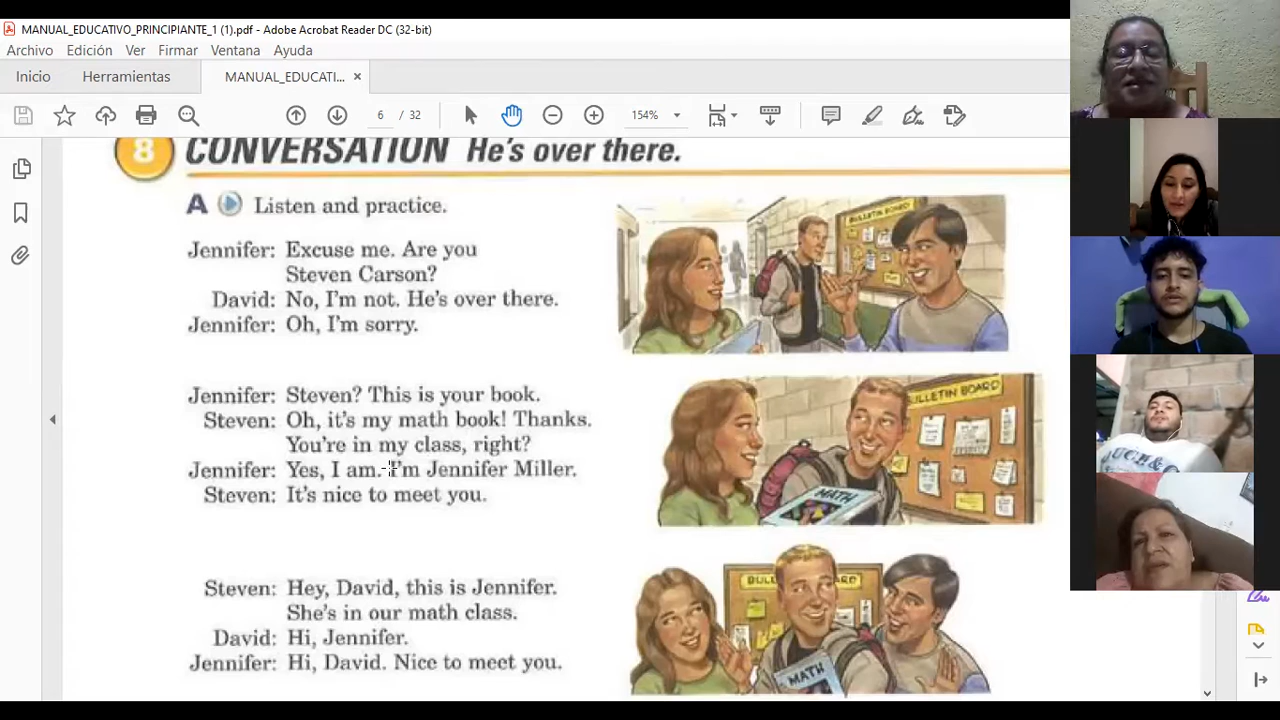 MANUAL_EDUCATIVO_PRINCIPIANTE_1 (1).pdf - Adobe Acrobat Reader DC (32-bit)
Archivo Edición Ver Firmar Ventana Ayuda
Inicio Herramientas MANUAL_EDUCATI... ×
6 / 32 154%
8 CONVERSATION He's over there.
A Listen and practice.
Jennifer: Excuse me. Are you
Steven Carson?
David: No, I'm not. He's over there.
Jennifer: Oh, I'm sorry.
BULLETIN BOARD
Jennifer: Steven? This is your book.
Steven: Oh, it's my math book! Thanks.
You're in my class, right?
Jennifer: Yes, I am. I'm Jennifer Miller.
Steven: It's nice to meet you.
BULLETIN BOARD
MATH
Steven: Hey, David, this is Jennifer.
She's in our math class.
David: Hi, Jennifer.
Jennifer: Hi, David. Nice to meet you.
MATH